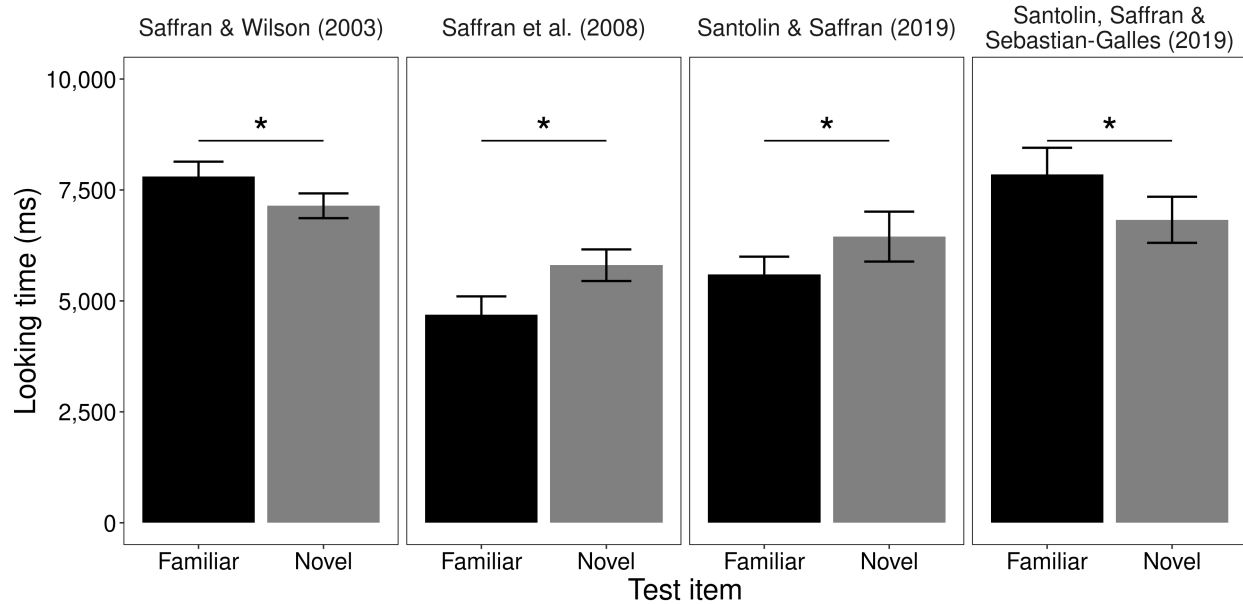 Saffran & Wilson (2003)
Saffran et al. (2008)
Santolin & Saffran (2019)
Santolin, Saffran &
Sebastian-Galles (2019)
10,000
7,500
5,000
2,500
0
Looking time (ms)
*
*
*
*
Familiar
Novel
Familiar
Novel
Familiar
Novel
Familiar
Novel
Test item